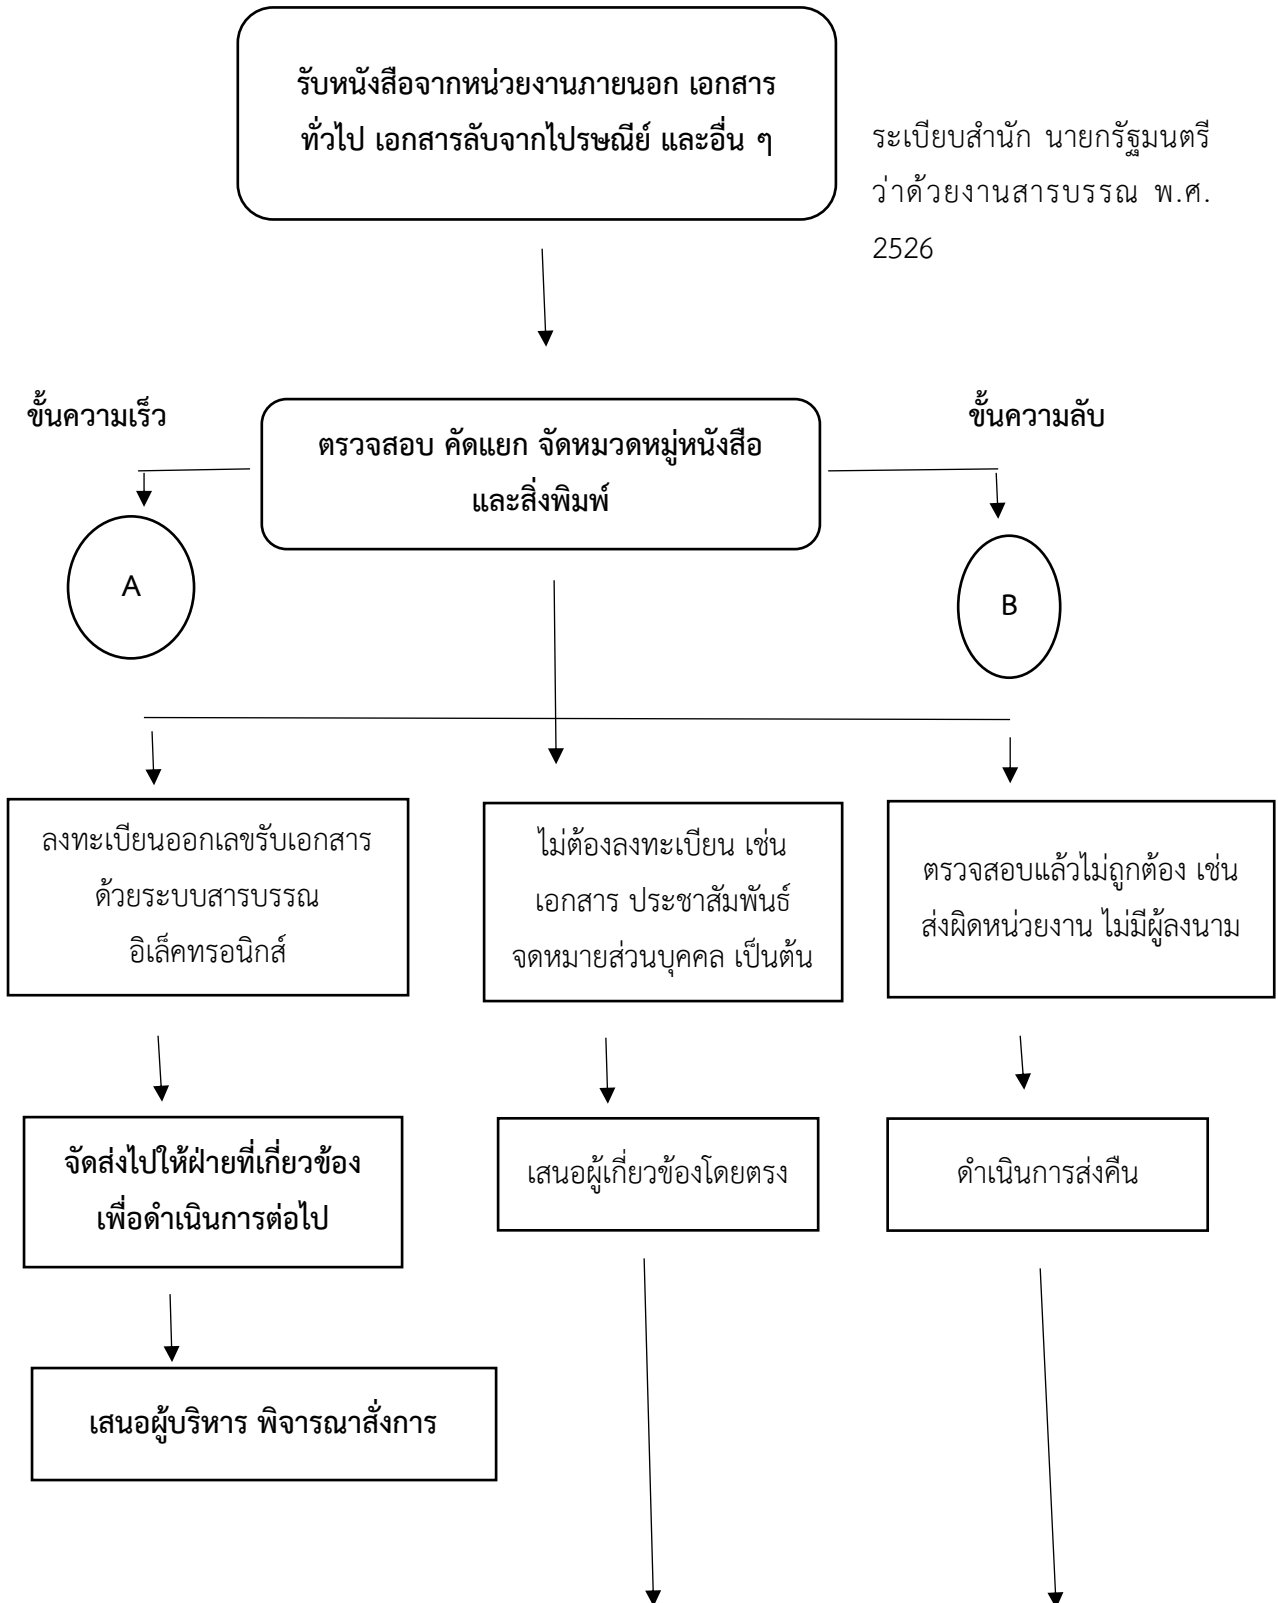 รับหนังสือจากหน่วยงานภายนอก เอกสาร
ทั่วไป เอกสารลับจากไปรษณีย์ และอื่น ๆ
ระเบียบสำนัก นายกรัฐมนตรี
ว่าด้วยงานสารบรรณ พ.ศ.
2526
ขั้นความเร็ว
ตรวจสอบ คัดแยก จัดหมวดหมู่หนังสือ
และสิ่งพิมพ์
ขั้นความลับ
A
B
ลงทะเบียนออกเลขรับเอกสาร
ด้วยระบบสารบรรณ
อิเล็คทรอนิกส์
ไม่ต้องลงทะเบียน เช่น
เอกสาร ประชาสัมพันธ์
จดหมายส่วนบุคคล เป็นต้น
ตรวจสอบแล้วไม่ถูกต้อง เช่น
ส่งผิดหน่วยงาน ไม่มีผู้ลงนาม
จัดส่งไปให้ฝ่ายที่เกี่ยวข้อง
เพื่อดำเนินการต่อไป
เสนอผู้เกี่ยวข้องโดยตรง
ดำเนินการส่งคืน
เสนอผู้บริหาร พิจารณาสั่งการ